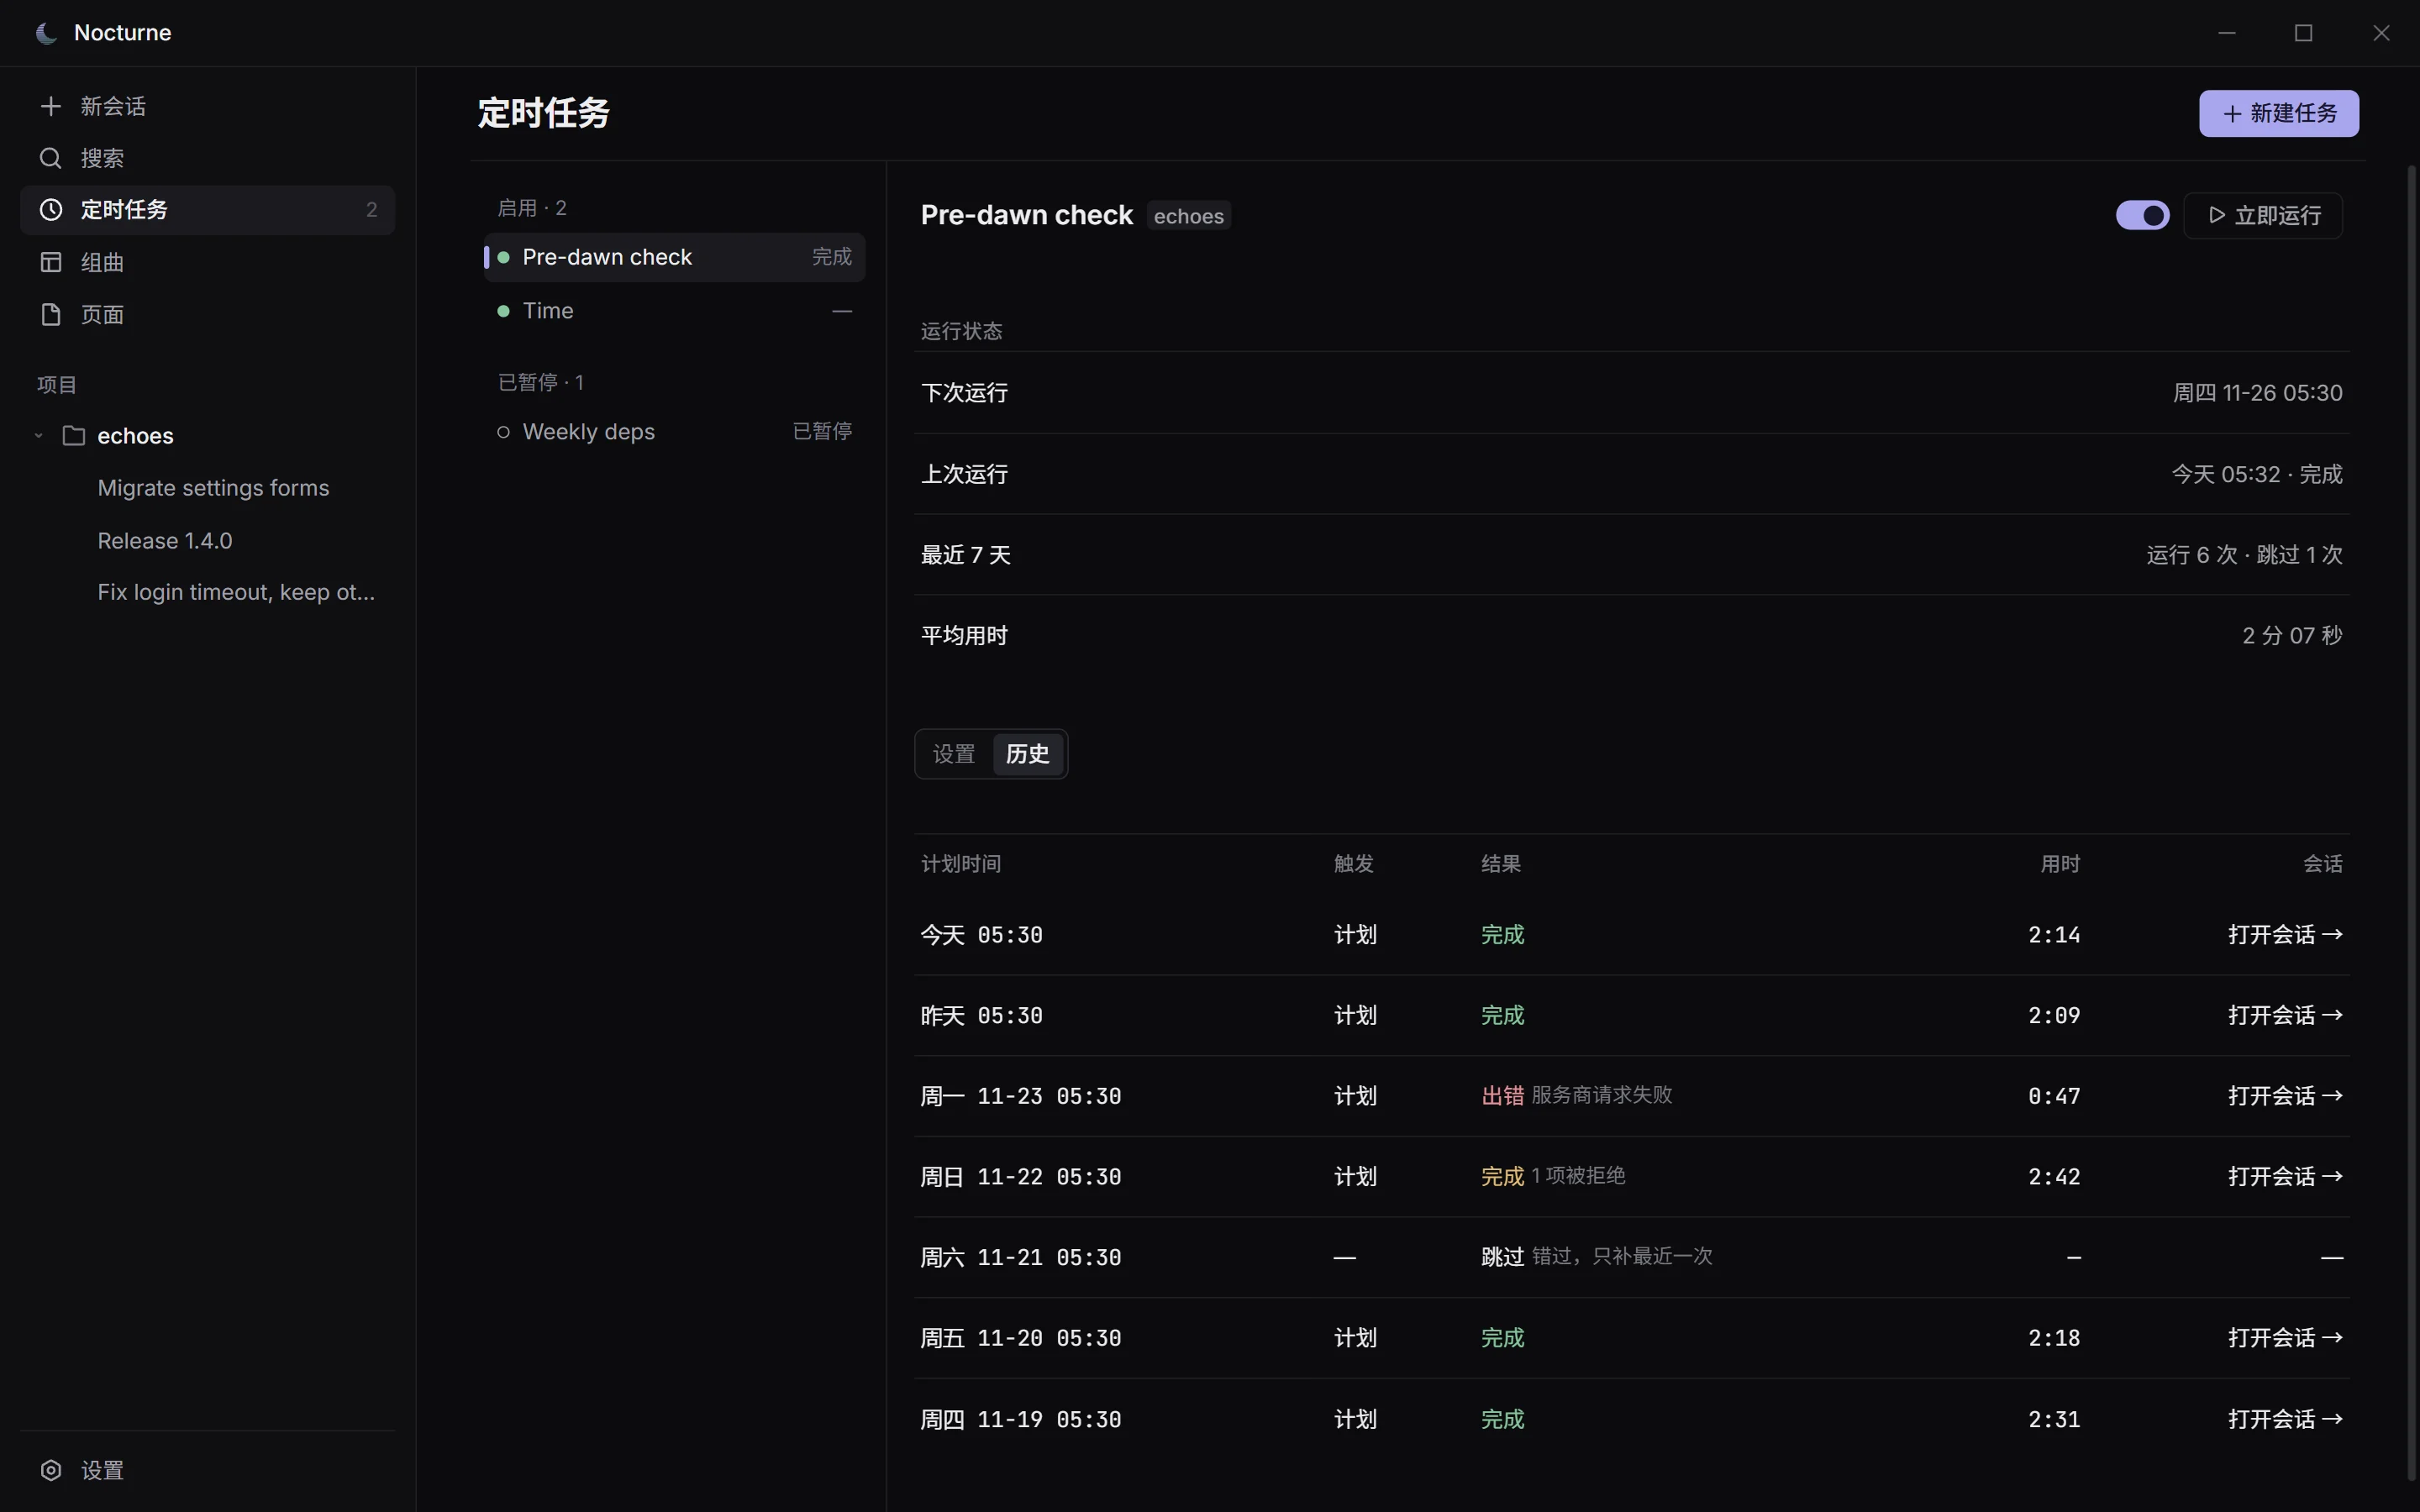 Nocturne
新会话
搜索
定时任务 2
组曲
页面
项目
echoes
Migrate settings forms
Release 1.4.0
Fix login timeout, keep ot...
设置
定时任务
新建任务
启用 · 2
Pre-dawn check 完成
Time —
已暂停 · 1
Weekly deps 已暂停
Pre-dawn check echoes
立即运行
运行状态
下次运行 周四 11-26 05:30
上次运行 今天 05:32 · 完成
最近 7 天 运行 6 次 · 跳过 1 次
平均用时 2 分 07 秒
设置 历史
计划时间 触发 结果 用时 会话
今天 05:30 计划 完成 2:14 打开会话 →
昨天 05:30 计划 完成 2:09 打开会话 →
周一 11-23 05:30 计划 出错 服务商请求失败 0:47 打开会话 →
周日 11-22 05:30 计划 完成 1 项被拒绝 2:42 打开会话 →
周六 11-21 05:30 — 跳过 错过，只补最近一次 — —
周五 11-20 05:30 计划 完成 2:18 打开会话 →
周四 11-19 05:30 计划 完成 2:31 打开会话 →